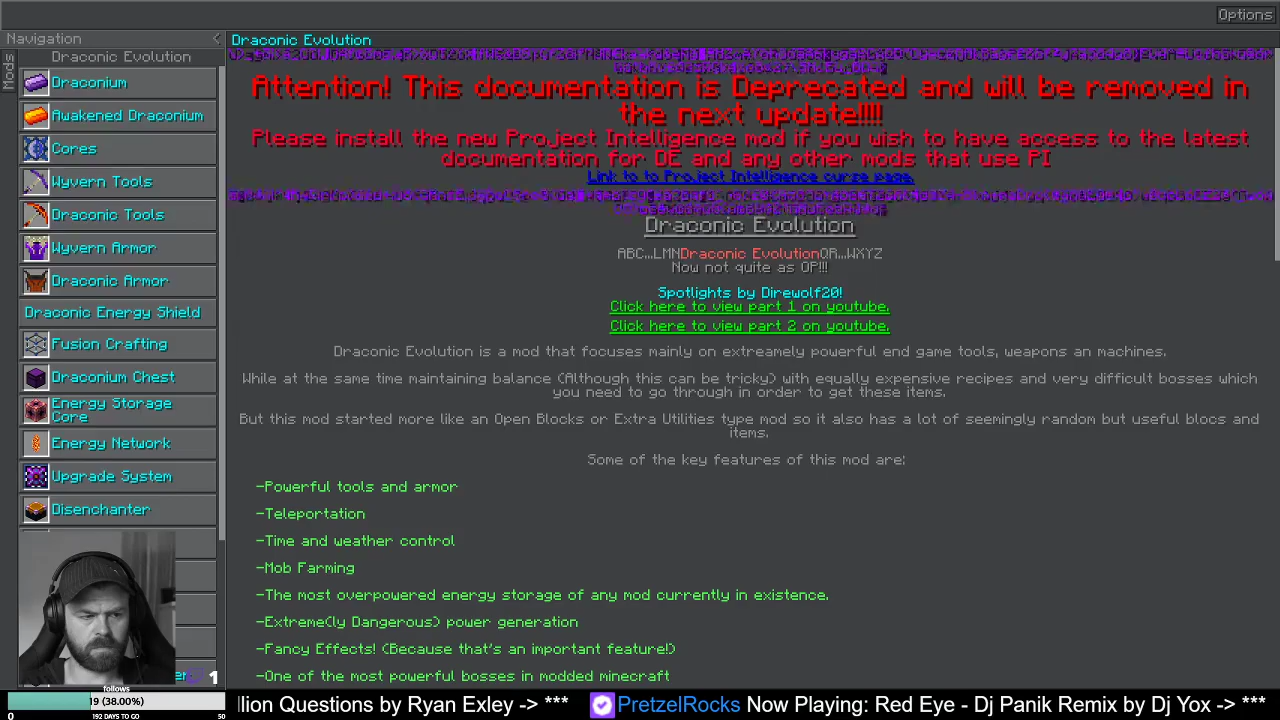 Options
Navigation
<
Mods
Draconic Evolution
Draconium
Awakened Draconium
Cores
Wyvern Tools
Draconic Tools
Wyvern Armor
Draconic Armor
Draconic Energy Shield
Fusion Crafting
Draconium Chest
Energy Storage
Core
Energy Network
Upgrade System
Disenchanter
Draconic Evolution
Attention! This documentation is Deprecated and will be removed in
the next update!!!!
Please install the new Project Intelligence mod if you wish to have access to the latest
documentation for DE and any other mods that use PI
Link to to Project Intelligence curse page.
Draconic Evolution
ABC...LMNDraconic EvolutionQR...WXYZ
Now not quite as OP!!!
Spotlights by Direwolf20!
Click here to view part 1 on youtube.
Click here to view part 2 on youtube.
Draconic Evolution is a mod that focuses mainly on extreamely powerful end game tools, weapons an machines.
While at the same time maintaining balance (Although this can be tricky) with equally expensive recipes and very difficult bosses which
you need to go through in order to get these items.
But this mod started more like an Open Blocks or Extra Utilities type mod so it also has a lot of seemingly random but useful blocs and
items.
Some of the key features of this mod are:
-Powerful tools and armor
-Teleportation
-Time and weather control
-Mob Farming
-The most overpowered energy storage of any mod currently in existence.
-Extreme(ly Dangerous) power generation
-Fancy Effects! (Because that's an important feature!)
-One of the most powerful bosses in modded minecraft
1
follows
19 (38.00%)
0 192 DAYS TO GO 50
llion Questions by Ryan Exley -> *** PretzelRocks Now Playing: Red Eye - Dj Panik Remix by Dj Yox -> ***